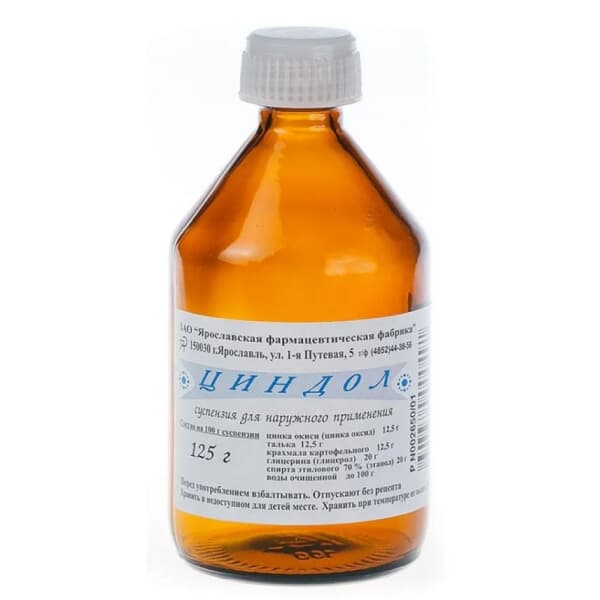 ЗАО "Ярославская фармацевтическая фабрика"
150030 г.Ярославль, ул. 1-я Путевая, 5 т/ф (4852)44-38-56
ЦИНДОЛ
суспензия для наружного применения
Состав на 100 г суспензии
125 г
цинка окиси (цинка оксид) 12,5 г
талька 12,5 г
крахмала картофельного 12,5 г
глицерина (глицерол) 20 г
спирта этилового 70 % (этанол) 20 г
воды очищенной до 100 г
Перед употреблением взбалтывать. Отпускают без рецепта
Хранить в недоступном для детей месте. Хранить при температуре не
Р N002650/01